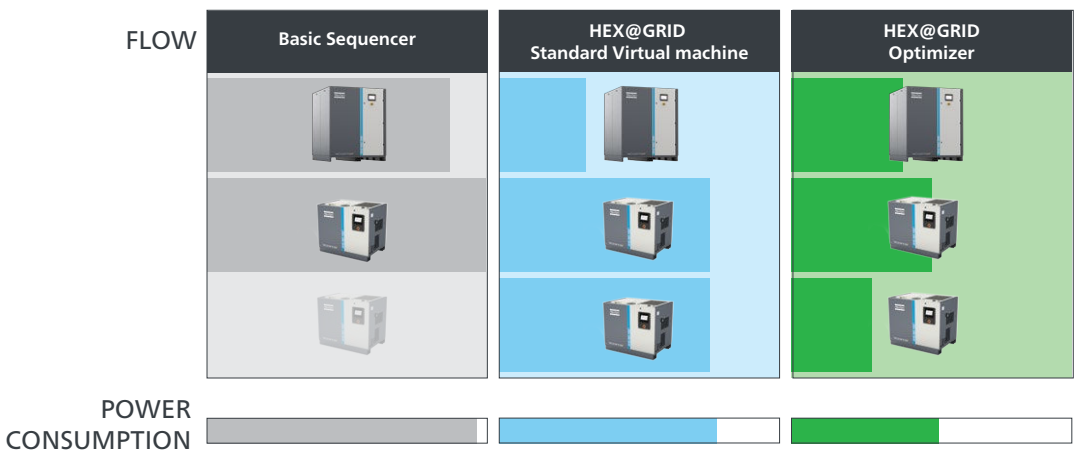 FLOW
Basic Sequencer
HEX@GRID
Standard Virtual machine
HEX@GRID
Optimizer
POWER
CONSUMPTION